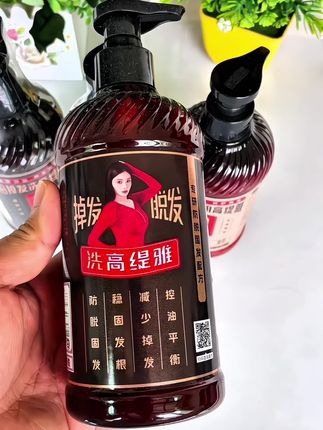 掉发
脱发
洗高缇雅
防脱固发
稳固发根
减少掉发
控油平衡